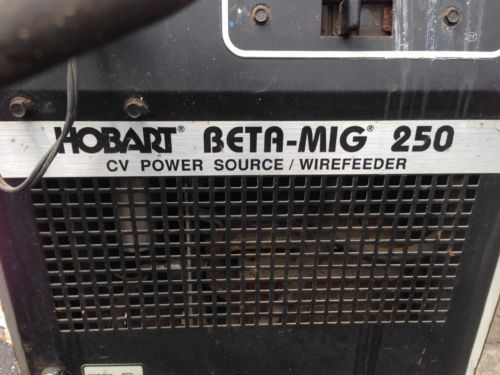 HOBART® BETA-MIG® 250
CV POWER SOURCE / WIREFEEDER